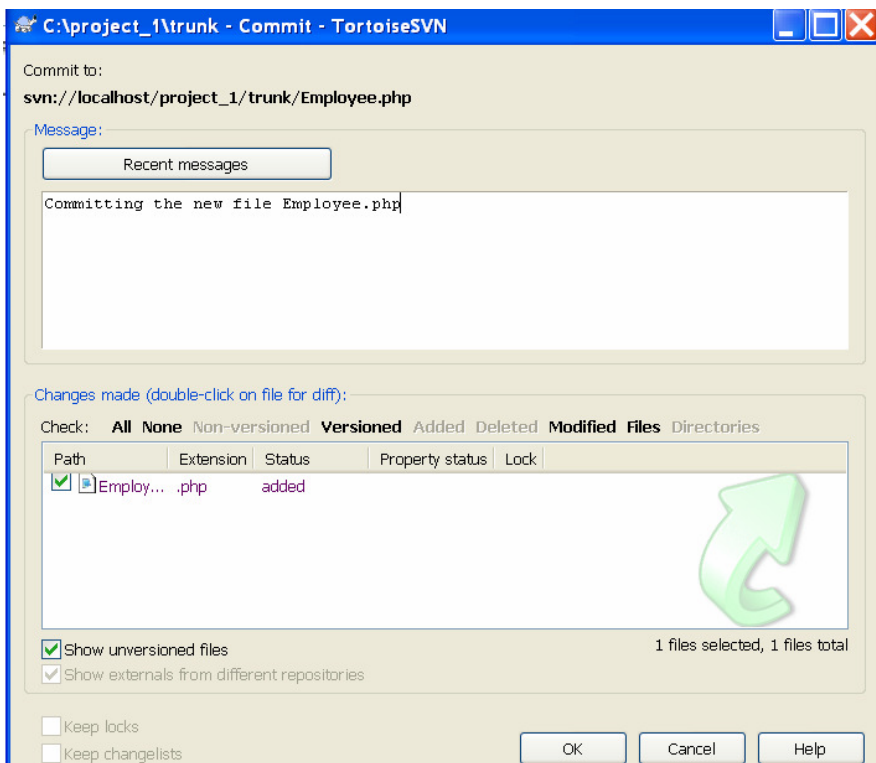 C:\project_1\trunk - Commit - TortoiseSVN
Commit to:
svn://localhost/project_1/trunk/Employee.php
Message:
Recent messages
Committing the new file Employee.php
Changes made (double-click on file for diff):
Check: All None Non-versioned Versioned Added Deleted Modified Files Directories
Path Extension Status Property status Lock
Employ... .php added
Show unversioned files 1 files selected, 1 files total
Show externals from different repositories
Keep locks
Keep changelists
OK Cancel Help